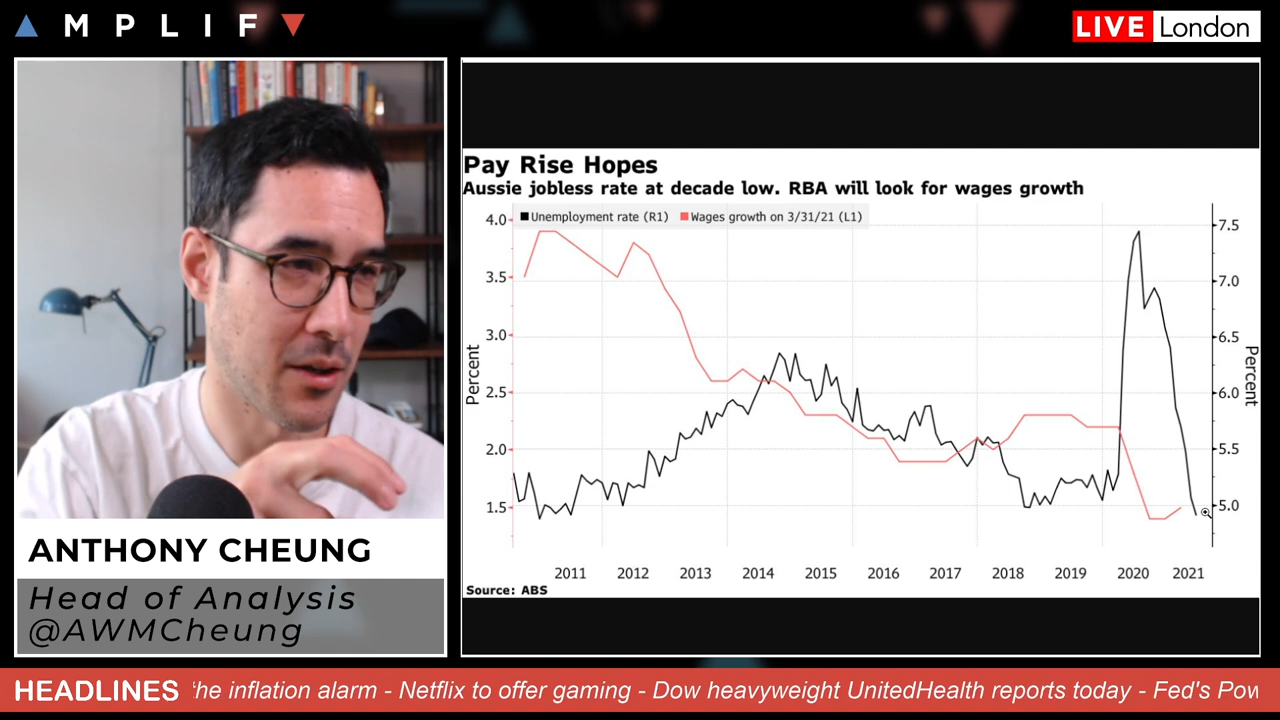 AMPLIFY
LIVE London
Pay Rise Hopes
Aussie jobless rate at decade low. RBA will look for wages growth
Unemployment rate (R1) Wages growth on 3/31/21 (L1)
4.0
3.5
3.0
2.5
2.0
1.5
Percent
7.5
7.0
6.5
6.0
5.5
5.0
Percent
2011 2012 2013 2014 2015 2016 2017 2018 2019 2020 2021
Source: ABS
ANTHONY CHEUNG
Head of Analysis
@AWMCheung
HEADLINES 'he inflation alarm - Netflix to offer gaming - Dow heavyweight UnitedHealth reports today - Fed's Pow